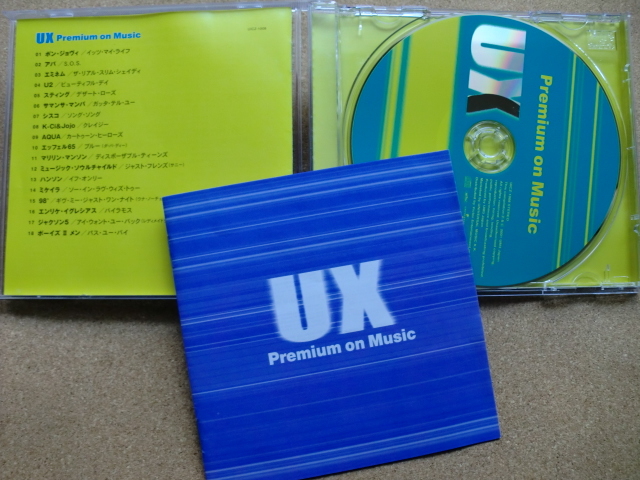 UX Premium on Music
01 ボン・ジョヴィ／イッツ・マイ・ライフ
02 アバ／S.O.S.
03 エミネム／ザ・リアル・スリム・シェイディ
04 U2／ビューティフル・デイ
05 スティング／デザート・ローズ
06 サマンサ・マンバ／ガッタ・テル・ユー
07 シスコ／ソング・ソング
08 K-Ci&Jojo／クレイジー
09 AQUA／カートゥーン・ヒーローズ
10 エッフェル65／ブルー
11 マリリン・マンソン／ディスポーザブル・ティーンズ
12 ミュージック・ソウルチャイルド／ジャスト・フレンズ
13 ハンソン／イフ・オンリー
14 ミケイラ／ソー・イン・ラヴ・ウィズ・トゥー
15 98°／ギヴ・ミー・ジャスト・ワン・ナイト
16 エンリケ・イグレシアス／バイラモス
17 ジャクソン5／アイ・ウォント・ユー・バック
18 ボーイズ II メン／パス・ユー・バイ
UX
Premium on Music
UX
Premium on Music